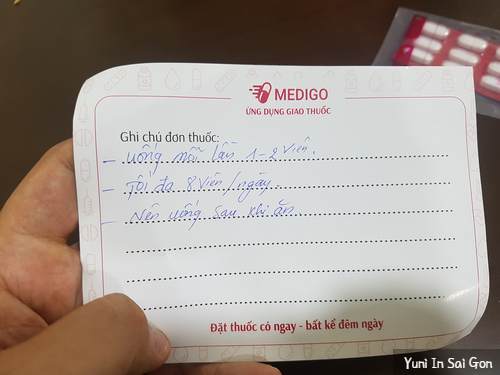 MEDIGO
ỨNG DỤNG GIAO THUỐC
Ghi chú đơn thuốc:
- uống mỗi lần 1-2 viên.
- Tối đa 8 viên/ngày.
- Nên uống sau khi ăn.
Đặt thuốc có ngay - bất kể đêm ngày
Yuni In Sai Gon